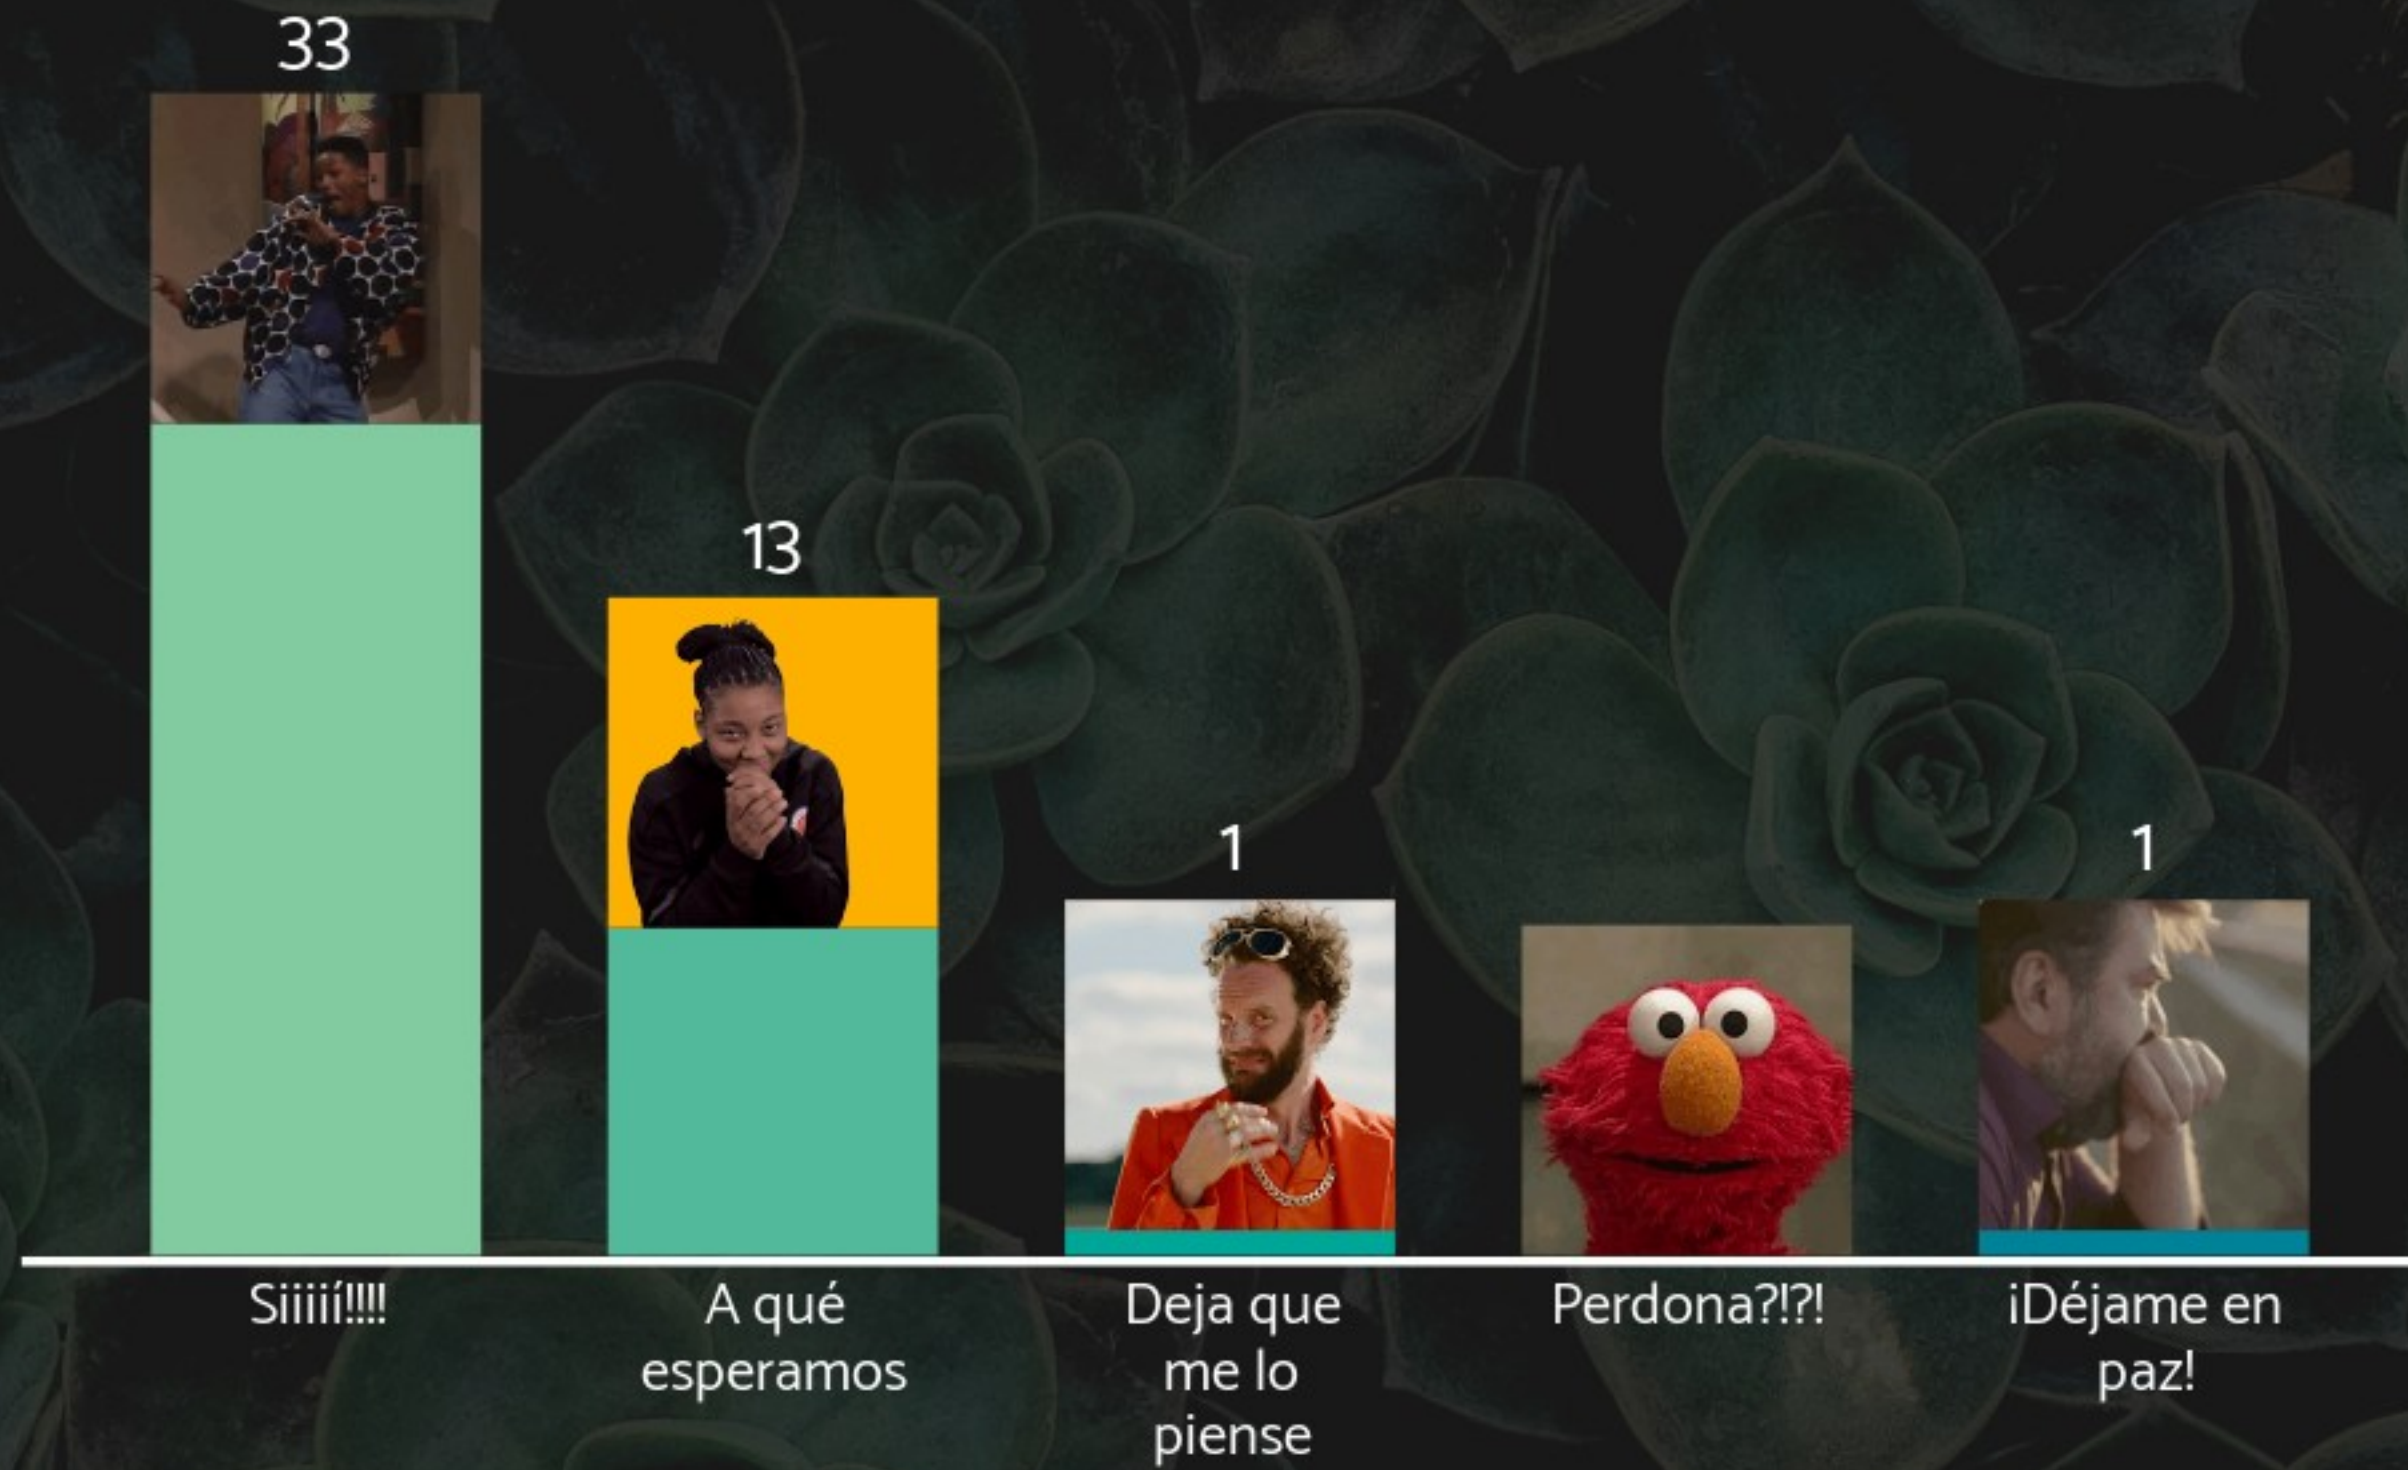 33
13
1
1
Siiiií!!!!
A qué
esperamos
Deja que
me lo
piense
Perdona?!?!
¡Déjame en
paz!